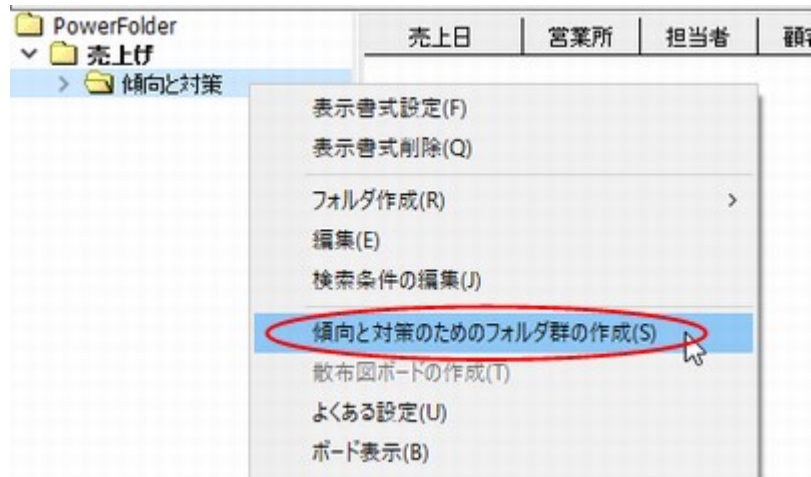 PowerFolder
売上げ
傾向と対策
売上日 営業所 担当者 顧
表示書式設定(F)
表示書式削除(Q)
フォルダ作成(R)
編集(E)
検索条件の編集(J)
傾向と対策のためのフォルダ群の作成(S)
散布図ボードの作成(T)
よくある設定(U)
ボード表示(B)